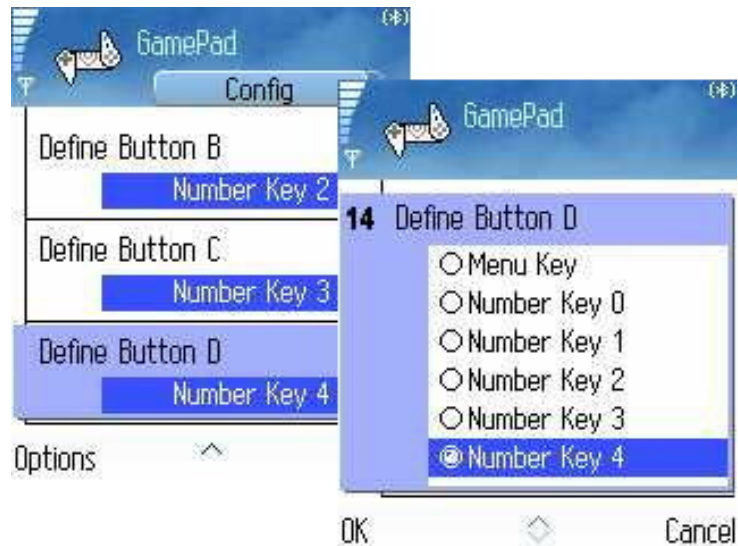 GamePad
Config
Define Button B
Number Key 2
Define Button C
Number Key 3
Define Button D
Number Key 4
Options
GamePad
14 Define Button D
Menu Key
Number Key 0
Number Key 1
Number Key 2
Number Key 3
Number Key 4
OK
Cancel